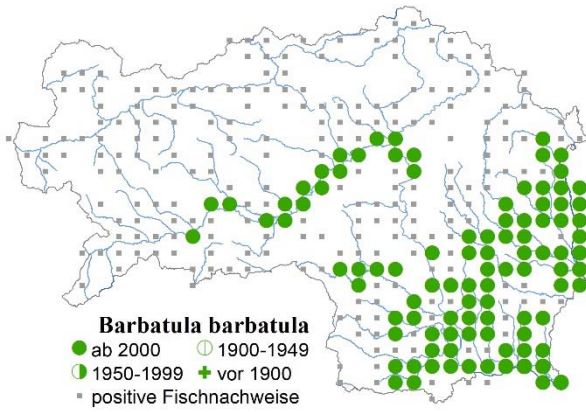 Barbatula barbatula
ab 2000 1900-1949
1950-1999 vor 1900
positive Fischnachweise